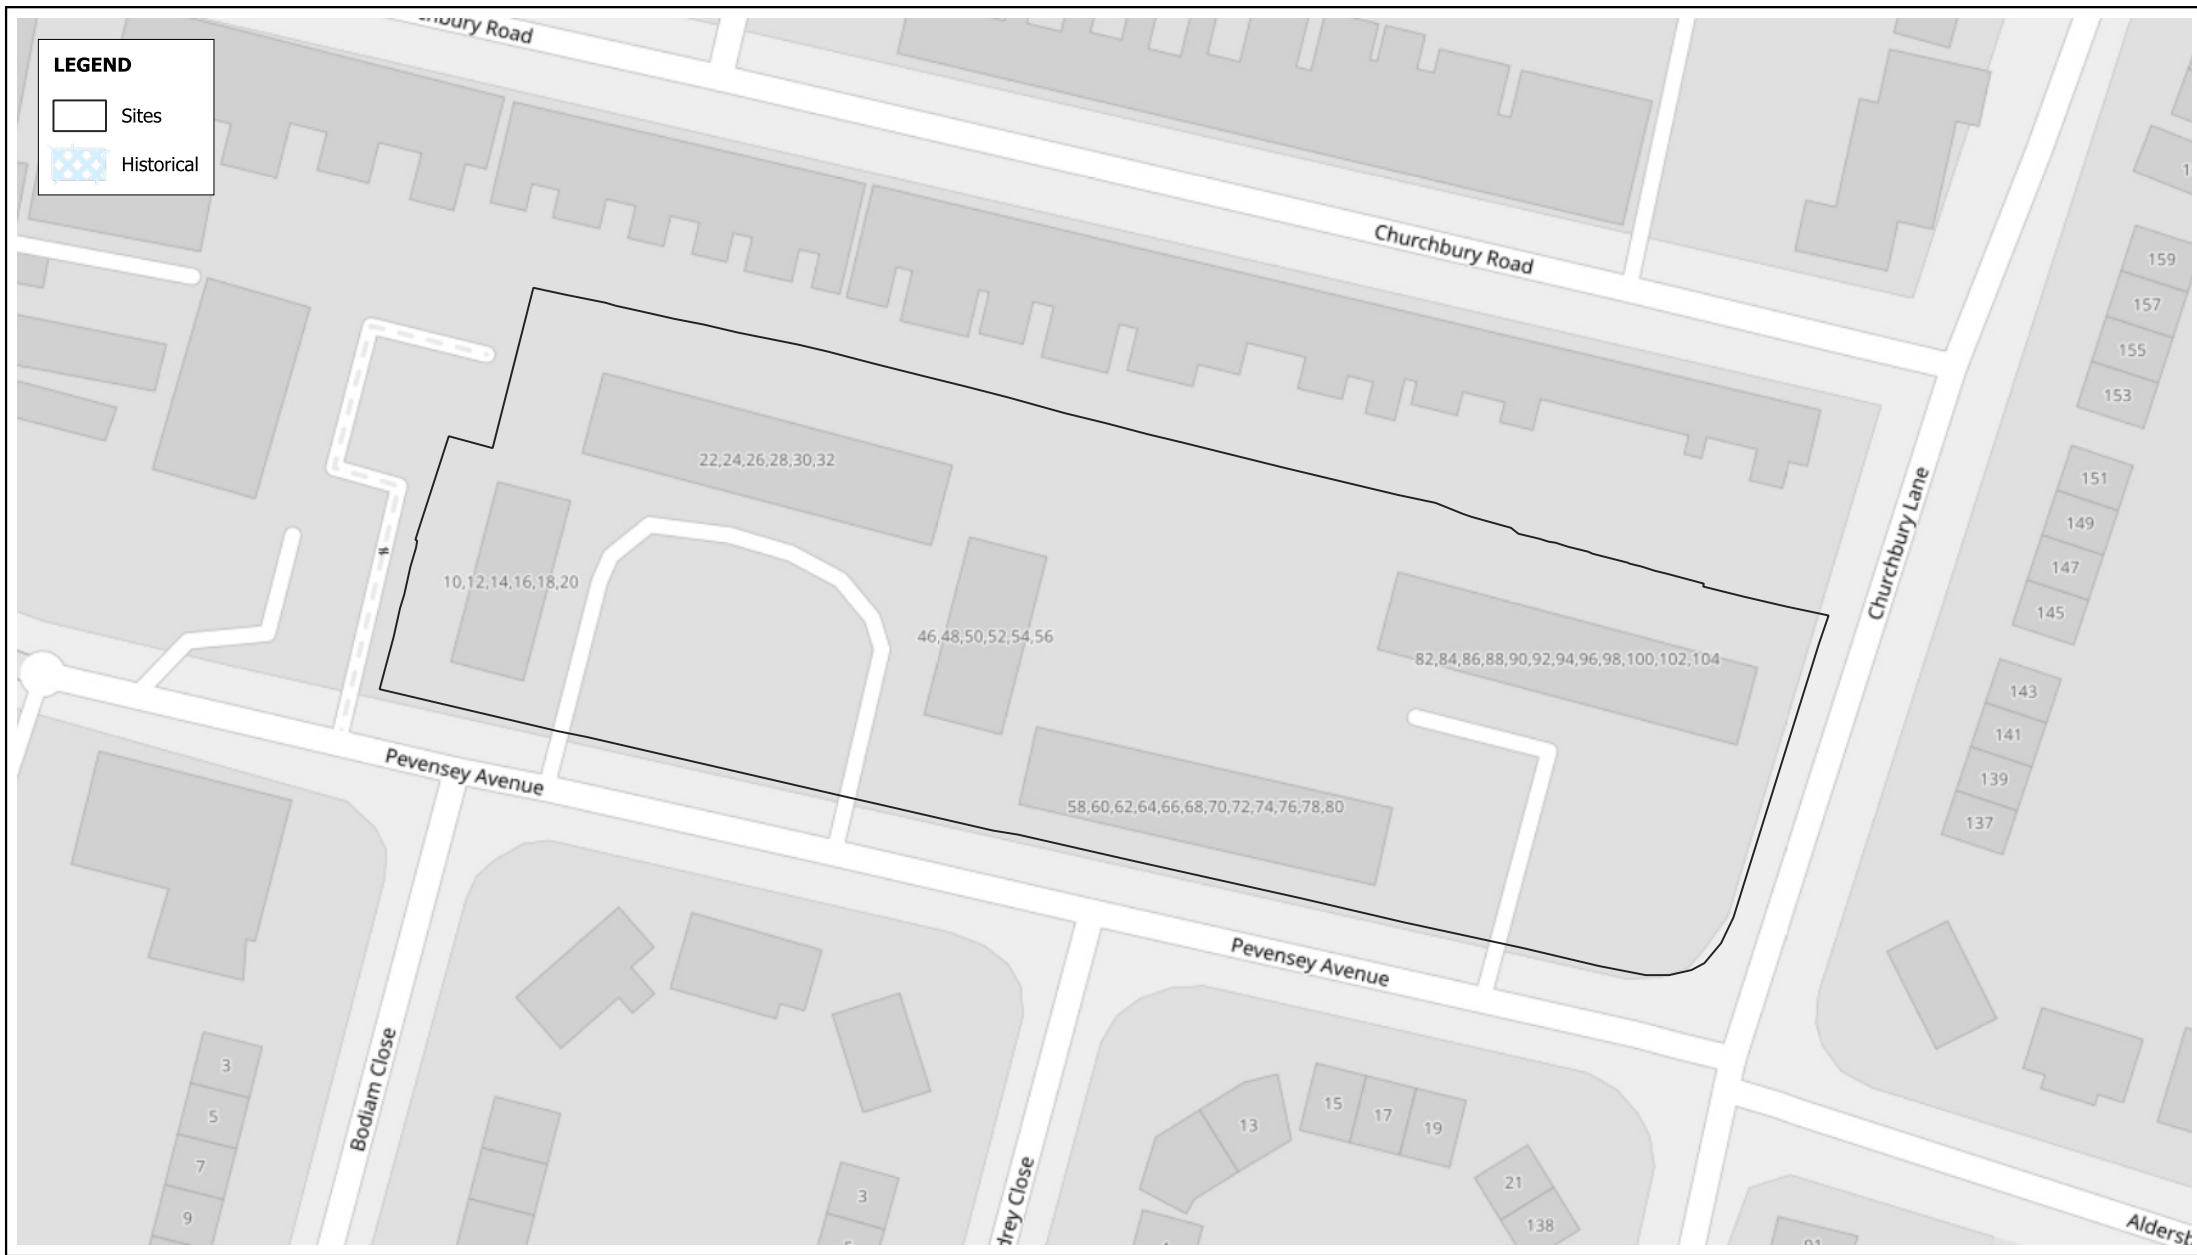 Churchbury Road
LEGEND
Sites
Historical
Churchbury Road
159
157
155
153
22,24,26,28,30,32
151
149
147
145
Churchbury Lane
10,12,14,16,18,20
46,48,50,52,54,56
82,84,86,88,90,92,94,96,98,100,102,104
143
141
139
137
Pevensey Avenue
58,60,62,64,66,68,70,72,74,76,78,80
Pevensey Avenue
Bodiam Close
3
5
7
9
drey Close
3
13
15
17
19
21
138
Aldersb